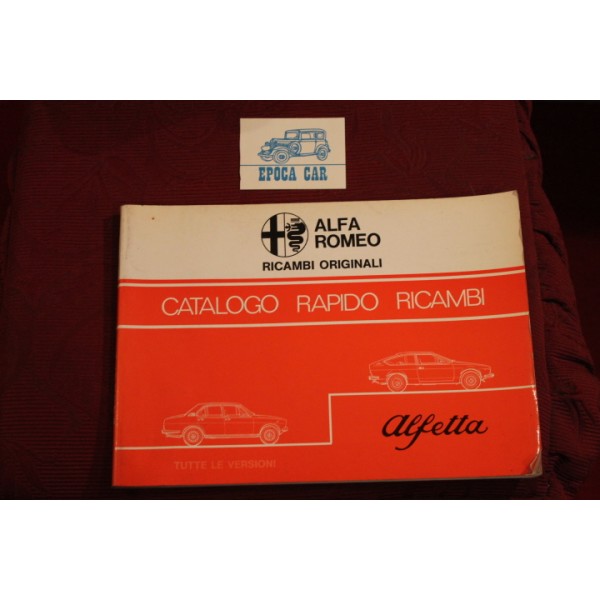 EPOCA CAR
ALFA
ROMEO
RICAMBI ORIGINALI
CATALOGO RAPIDO RICAMBI
alfetta
TUTTE LE VERSIONI